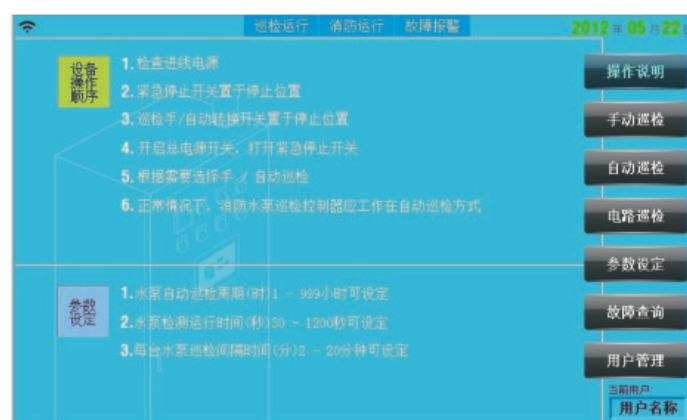 巡检运行 消防运行 故障报警 2012 年 05 月 22
设备
操作
顺序
1. 检查进线电源
2. 紧急停止开关置于停止位置
3. 巡检手/自动转换开关置于停止位置
4. 开启总电源开关，打开紧急停止开关
5. 根据需要选择手 / 自动巡检
6. 正常情况下，消防水泵巡检控制器应工作在自动巡检方式
参数
设定
1. 水泵自动巡检周期(时)1 - 999小时可设定
2. 水泵检测运行时间(秒)30 - 1200秒可设定
3. 每台水泵巡检间隔时间(分)2 - 20分钟可设定
操作说明
手动巡检
自动巡检
电路巡检
参数设定
故障查询
用户管理
当前用户
用户名称